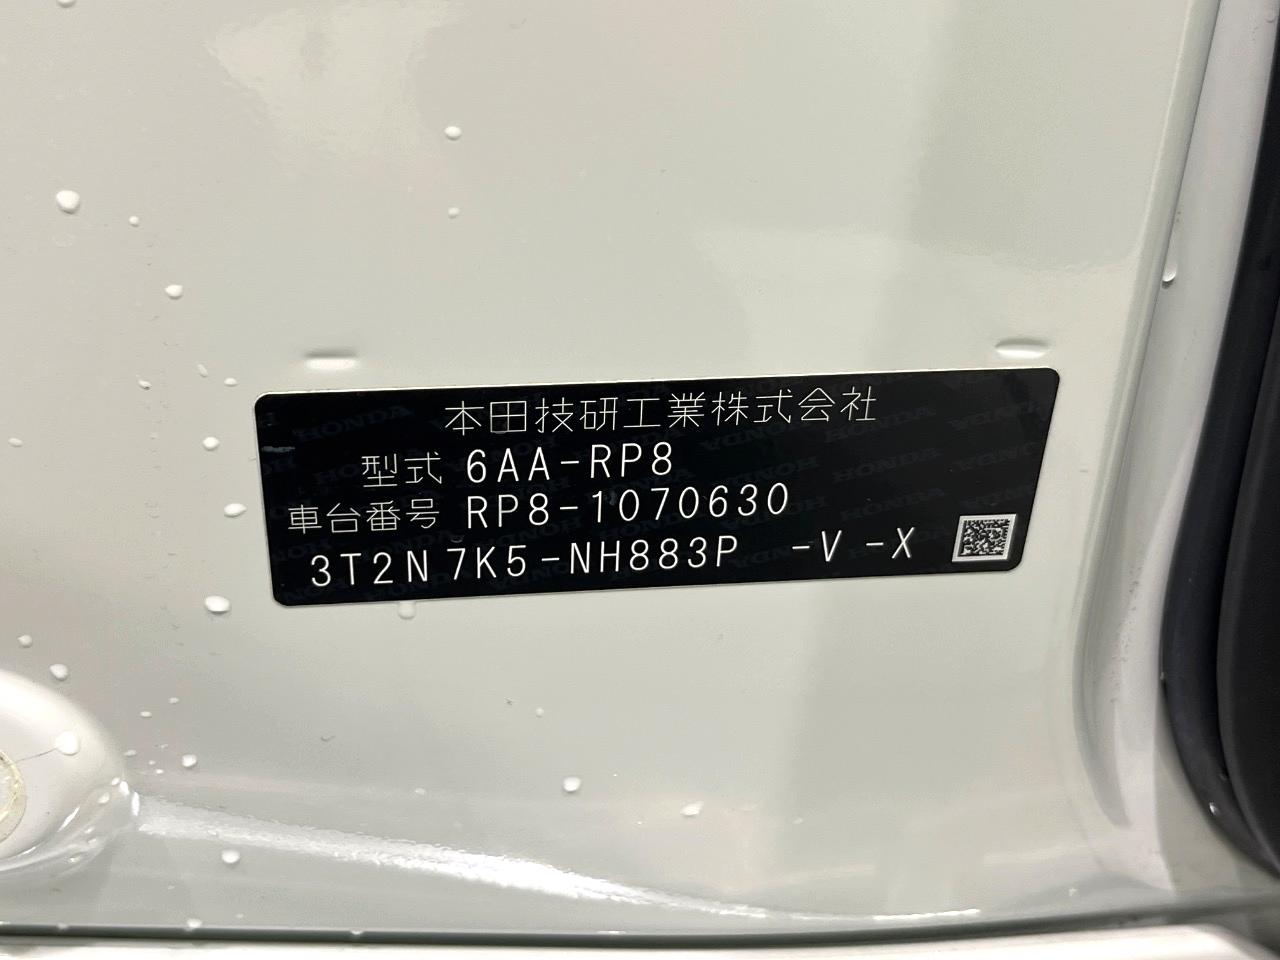 本田技研工業株式会社
型式 6AA-RP8
車台番号 RP8-1070630
3T2N7K5-NH883P -V-X